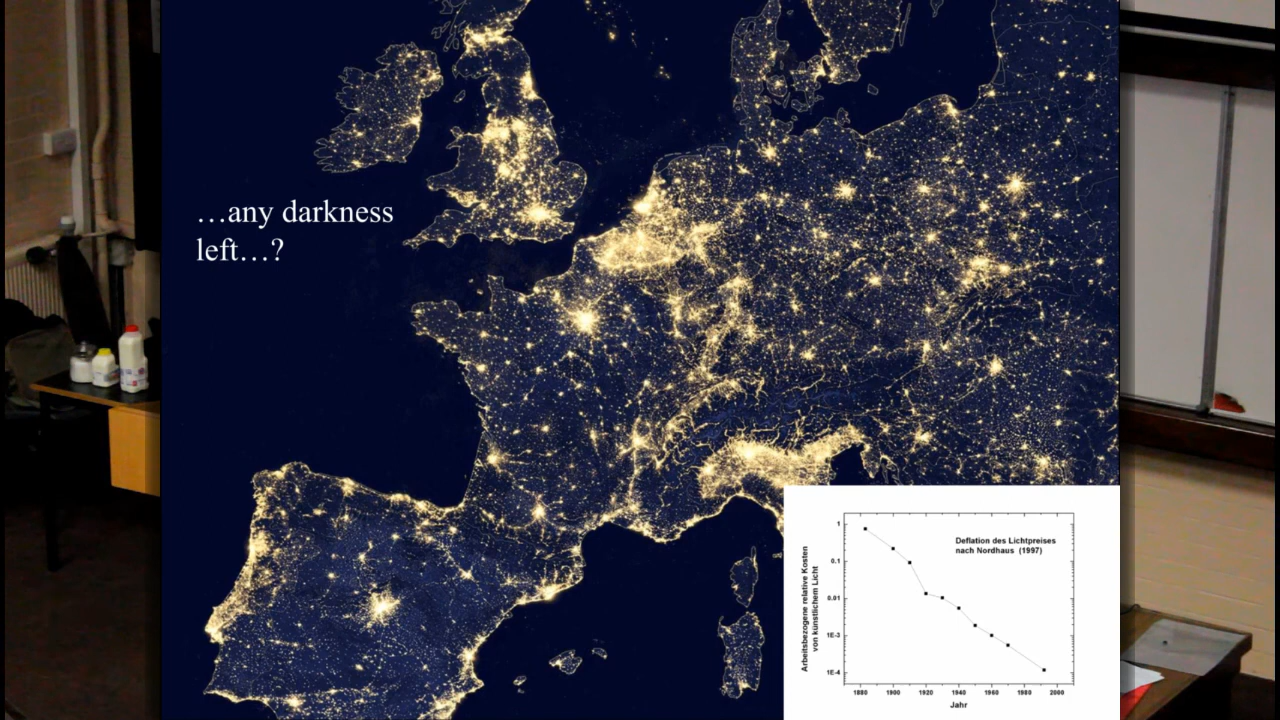 …any darkness
left…?
Deflation des Lichtpreises
nach Nordhaus (1997)
Arbeitsbezogene relative Kosten
von künstlichem Licht
1
0.1
0.01
1E-3
1E-4
1880 1900 1920 1940 1960 1980 2000
Jahr